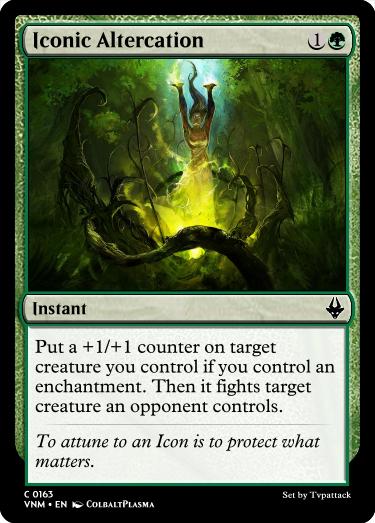 Iconic Altercation 1
Instant
Put a +1/+1 counter on target
creature you control if you control an
enchantment. Then it fights target
creature an opponent controls.
To attune to an Icon is to protect what
matters.
C 0163 Set by Tvpattack
VNM • EN ColbaltPlasma